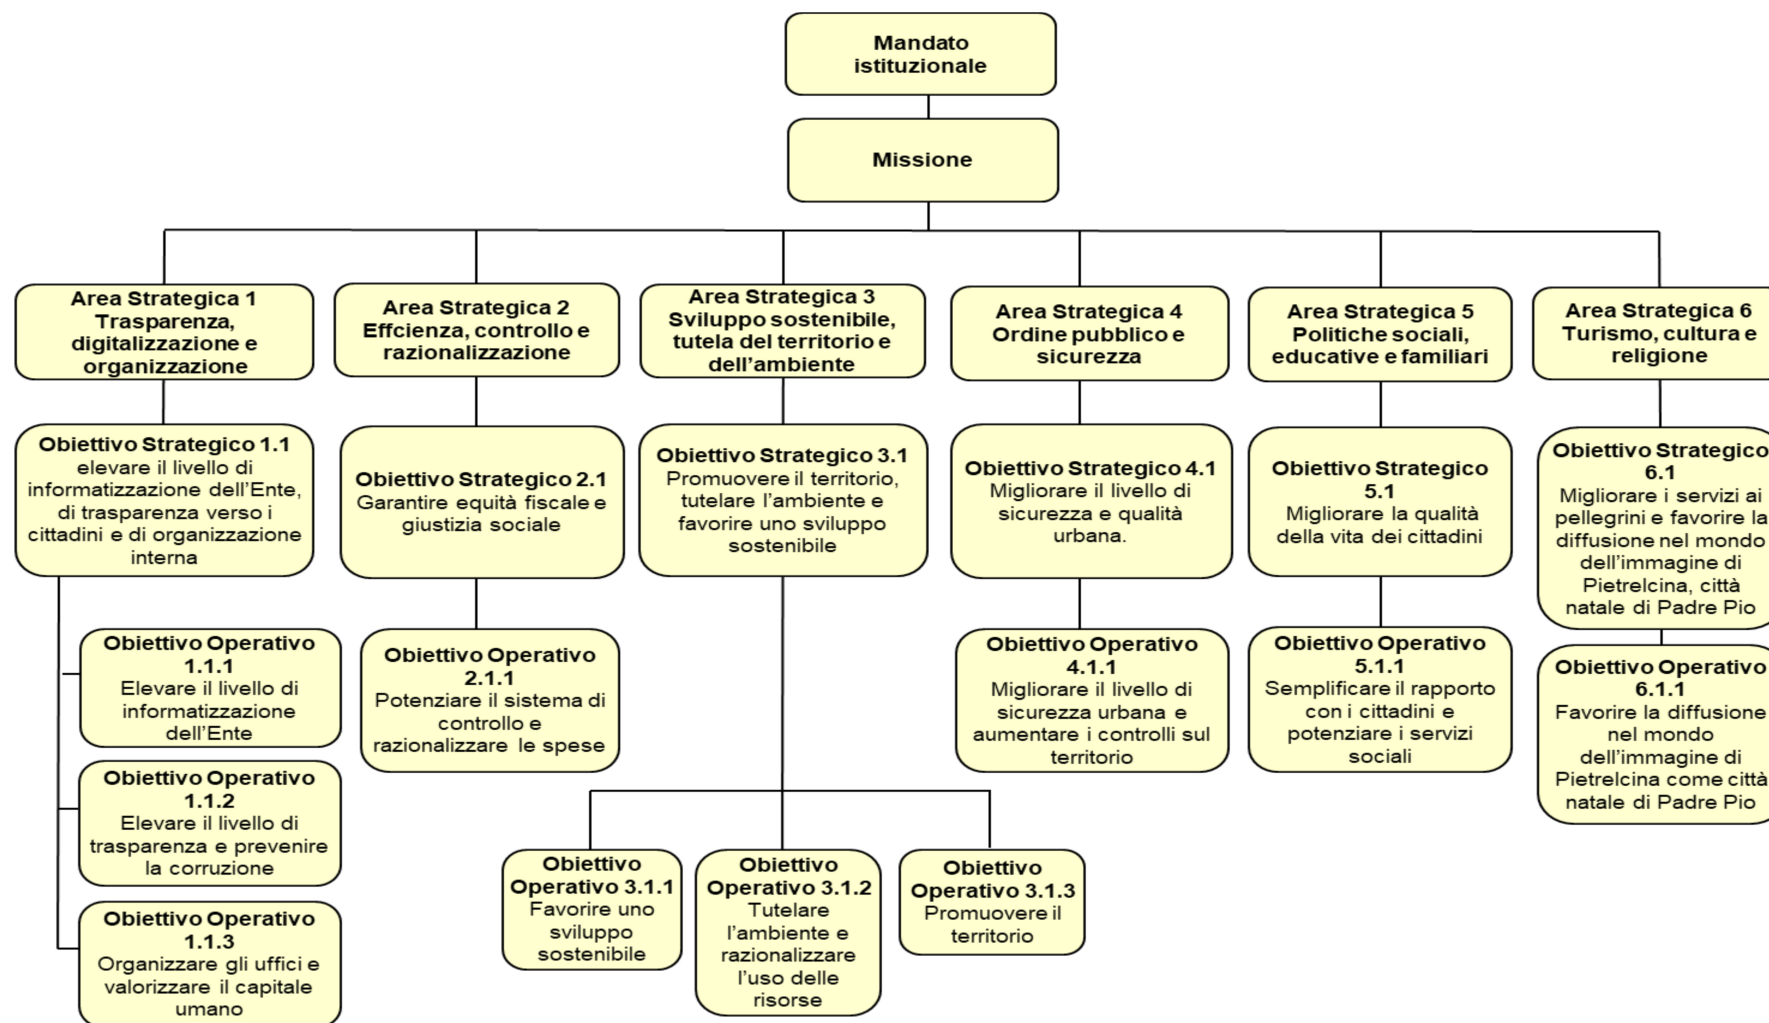 Mandato
istituzionale
Missione
Area Strategica 1
Trasparenza,
digitalizzazione e
organizzazione
Area Strategica 2
Effcienza, controllo e
razionalizzazione
Area Strategica 3
Sviluppo sostenibile,
tutela del territorio e
dell’ambiente
Area Strategica 4
Ordine pubblico e
sicurezza
Area Strategica 5
Politiche sociali,
educative e familiari
Area Strategica 6
Turismo, cultura e
religione
Obiettivo Strategico 1.1
elevare il livello di
informatizzazione dell’Ente,
di trasparenza verso i
cittadini e di organizzazione
interna
Obiettivo Strategico 2.1
Garantire equità fiscale e
giustizia sociale
Obiettivo Strategico 3.1
Promuovere il territorio,
tutelare l’ambiente e
favorire uno sviluppo
sostenibile
Obiettivo Strategico 4.1
Migliorare il livello di
sicurezza e qualità
urbana.
Obiettivo Strategico
5.1
Migliorare la qualità
della vita dei cittadini
Obiettivo Strategico
6.1
Migliorare i servizi ai
pellegrini e favorire la
diffusione nel mondo
dell’immagine di
Pietrelcina, città
natale di Padre Pio
Obiettivo Operativo
1.1.1
Elevare il livello di
informatizzazione
dell’Ente
Obiettivo Operativo
2.1.1
Potenziare il sistema di
controllo e
razionalizzare le spese
Obiettivo Operativo
4.1.1
Migliorare il livello di
sicurezza urbana e
aumentare i controlli sul
territorio
Obiettivo Operativo
5.1.1
Semplificare il rapporto
con i cittadini e
potenziare i servizi
sociali
Obiettivo Operativo
6.1.1
Favorire la diffusione
nel mondo
dell’immagine di
Pietrelcina come città
natale di Padre Pio
Obiettivo Operativo
1.1.2
Elevare il livello di
trasparenza e prevenire
la corruzione
Obiettivo
Operativo 3.1.1
Favorire uno
sviluppo
sostenibile
Obiettivo
Operativo 3.1.2
Tutelare
l’ambiente e
razionalizzare
l’uso delle
risorse
Obiettivo
Operativo 3.1.3
Promuovere il
territorio
Obiettivo Operativo
1.1.3
Organizzare gli uffici e
valorizzare il capitale
umano